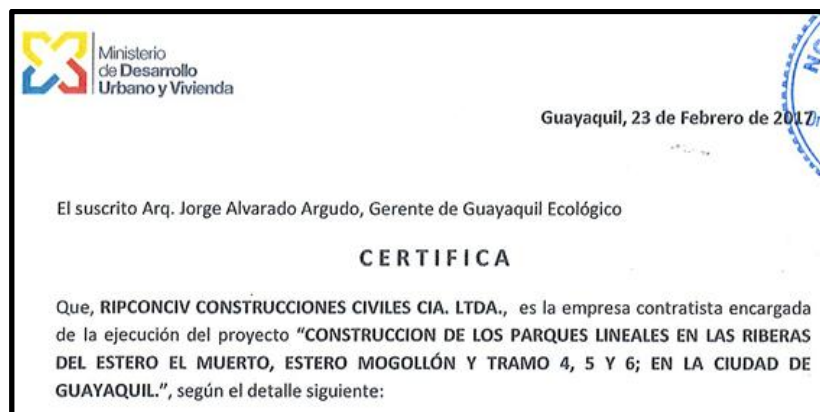 Ministerio
de Desarrollo
Urbano y Vivienda
Guayaquil, 23 de Febrero de 2017
El suscrito Arq. Jorge Alvarado Argudo, Gerente de Guayaquil Ecológico
CERTIFICA
Que, RIPCONCIV CONSTRUCCIONES CIVILES CIA. LTDA., es la empresa contratista encargada
de la ejecución del proyecto "CONSTRUCCION DE LOS PARQUES LINEALES EN LAS RIBERAS
DEL ESTERO EL MUERTO, ESTERO MOGOLLÓN Y TRAMO 4, 5 Y 6; EN LA CIUDAD DE
GUAYAQUIL.", según el detalle siguiente: